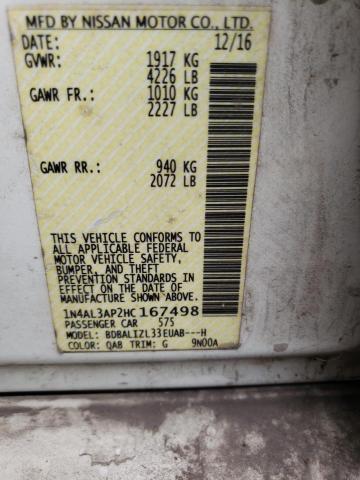 MFD BY NISSAN MOTOR CO., LTD.
DATE: 12/16
GVWR: 1917 KG
4226 LB
GAWR FR.: 1010 KG
2227 LB
GAWR RR.: 940 KG
2072 LB
THIS VEHICLE CONFORMS TO
ALL APPLICABLE FEDERAL
MOTOR VEHICLE SAFETY,
BUMPER, AND THEFT
PREVENTION STANDARDS
IN EFFECT ON THE DATE OF
MANUFACTURE SHOWN ABOVE.
1N4AL3AP2HC 167498
PASSENGER CAR 575
MODEL: BDBALIZL33EUAB---H
COLOR: QAB TRIM: G 9N00A